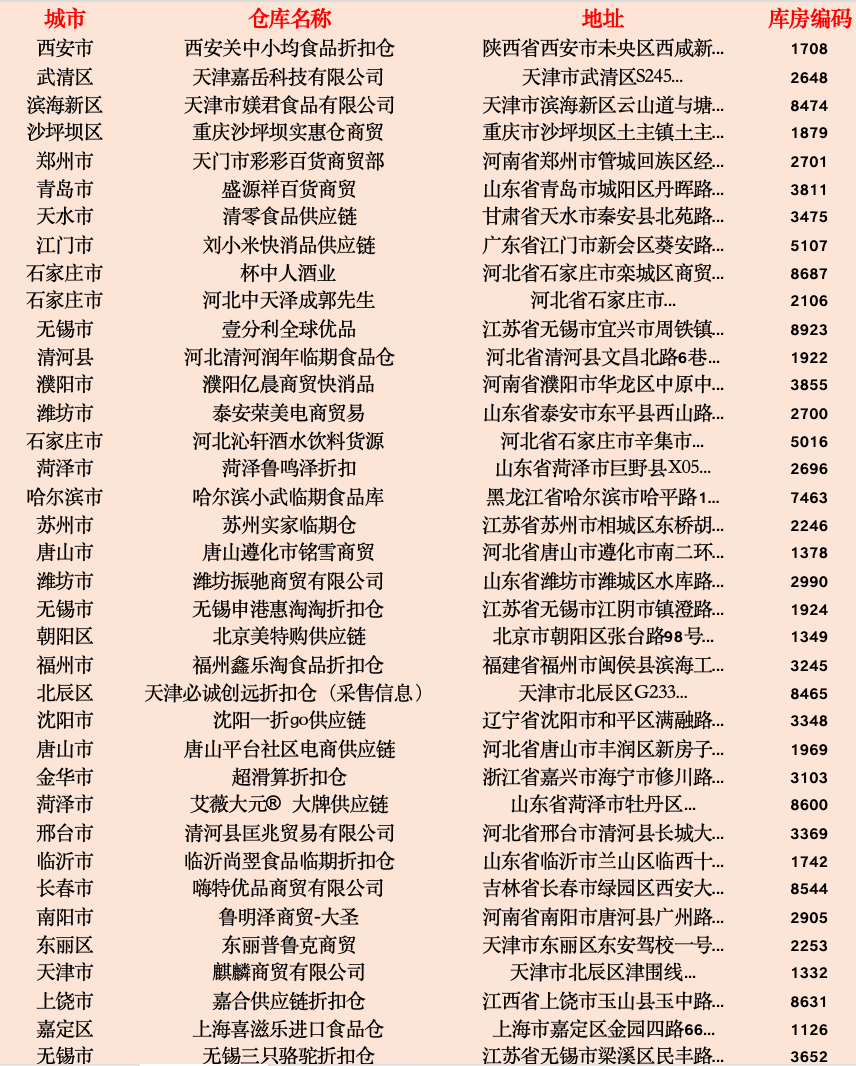 城市 仓库名称 地址 库房编码
西安市 西安关中小均食品折扣仓 陕西省西安市未央区西咸新... 1708
武清区 天津嘉岳科技有限公司 天津市武清区S245... 2648
滨海新区 天津市媄君食品有限公司 天津市滨海新区云山道与塘... 8474
沙坪坝区 重庆沙坪坝实惠仓商贸 重庆市沙坪坝区土主镇土主... 1879
郑州市 天门市彩彩百货商贸部 河南省郑州市管城回族区经... 2701
青岛市 盛源祥百货商贸 山东省青岛市城阳区丹晖路... 3811
天水市 清零食品供应链 甘肃省天水市秦安县北苑路... 3475
江门市 刘小米快消品供应链 广东省江门市新会区葵安路... 5107
石家庄市 杯中人酒业 河北省石家庄市栾城区商贸... 8687
石家庄市 河北中天泽成郭先生 河北省石家庄市... 2106
无锡市 壹分利全球优品 江苏省无锡市宜兴市周铁镇... 8923
清河县 河北清河润年临期食品仓 河北省清河县文昌北路6巷... 1922
濮阳市 濮阳亿晨商贸快消品 河南省濮阳市华龙区中原中... 3855
潍坊市 泰安荣美电商贸易 山东省泰安市东平县西山路... 2700
石家庄市 河北沁轩酒水饮料货源 河北省石家庄市辛集市... 5016
菏泽市 菏泽鲁鸣泽折扣 山东省菏泽市巨野县X05... 2696
哈尔滨市 哈尔滨小武临期食品库 黑龙江省哈尔滨市哈平路1... 7463
苏州市 苏州实家临期仓 江苏省苏州市相城区东桥胡... 2246
唐山市 唐山遵化市铭雪商贸 河北省唐山市遵化市南二环... 1378
潍坊市 潍坊振驰商贸有限公司 山东省潍坊市潍城区水库路... 2990
无锡市 无锡申港惠淘淘折扣仓 江苏省无锡市江阴市镇澄路... 1924
朝阳区 北京美特购供应链 北京市朝阳区张台路98号... 1349
福州市 福州鑫乐淘食品折扣仓 福建省福州市闽侯县滨海工... 3245
北辰区 天津必诚创远折扣仓（采售信息） 天津市北辰区G233... 8465
沈阳市 沈阳一折go供应链 辽宁省沈阳市和平区满融路... 3348
唐山市 唐山平台社区电商供应链 河北省唐山市丰润区新房子... 1969
金华市 超滑算折扣仓 浙江省嘉兴市海宁市修川路... 3103
菏泽市 艾薇大元® 大牌供应链 山东省菏泽市牡丹区... 8600
邢台市 清河县匡兆贸易有限公司 河北省邢台市清河县长城大... 3369
临沂市 临沂尚翌食品临期折扣仓 山东省临沂市兰山区临西十... 1742
长春市 嗨特优品商贸有限公司 吉林省长春市绿园区西安大... 8544
南阳市 鲁明泽商贸-大圣 河南省南阳市唐河县广州路... 2905
东丽区 东丽普鲁克商贸 天津市东丽区东安驾校一号... 2253
天津市 麒麟商贸有限公司 天津市北辰区津围线... 1332
上饶市 嘉合供应链折扣仓 江西省上饶市玉山县玉中路... 8631
嘉定区 上海喜滋乐进口食品仓 上海市嘉定区金园四路66... 1126
无锡市 无锡三只骆驼折扣仓 江苏省无锡市梁溪区民丰路... 3652